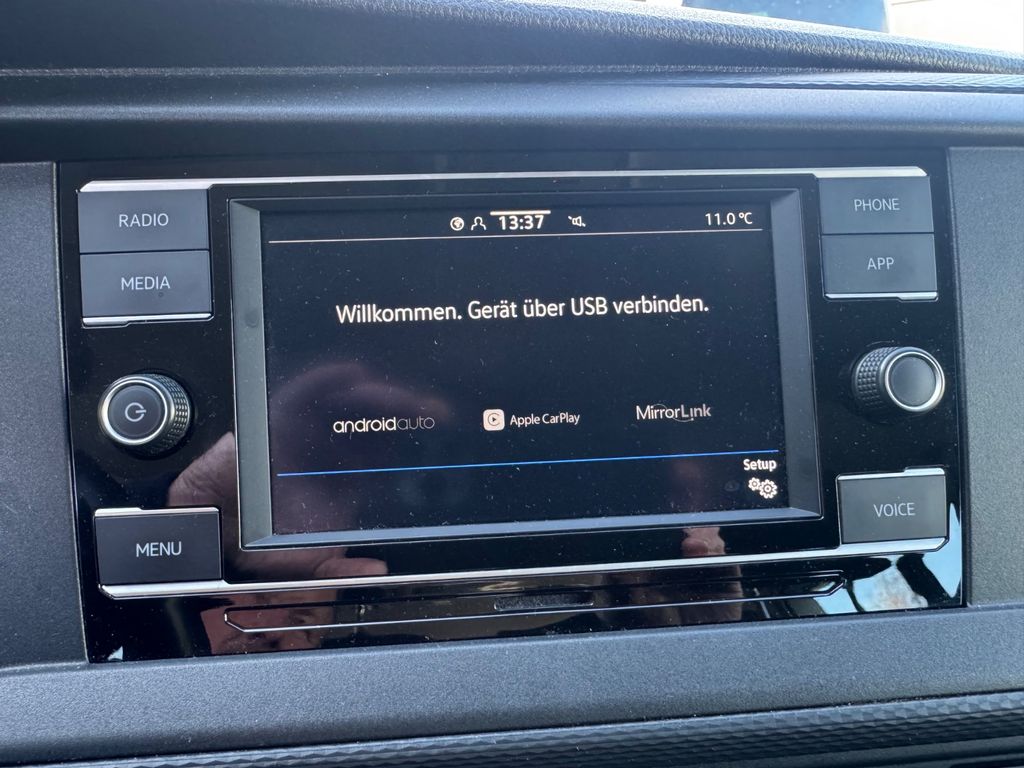 RADIO
MEDIA
MENU
13:37
11.0 °C
Willkommen. Gerät über USB verbinden.
androidauto
Apple CarPlay
MirrorLink
Setup
PHONE
APP
VOICE